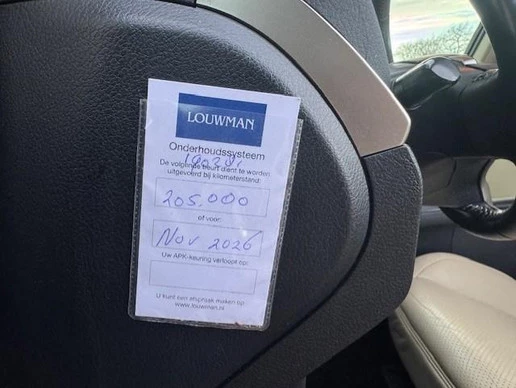 LOUWMAN
Onderhoudssysteem
De volgende beurt dient te worden
uitgevoerd bij kilometerstand:
205.000
of voor:
Nov 2026
Uw APK-keuring verloopt op:
U kunt een afspraak maken op
www.louwman.nl